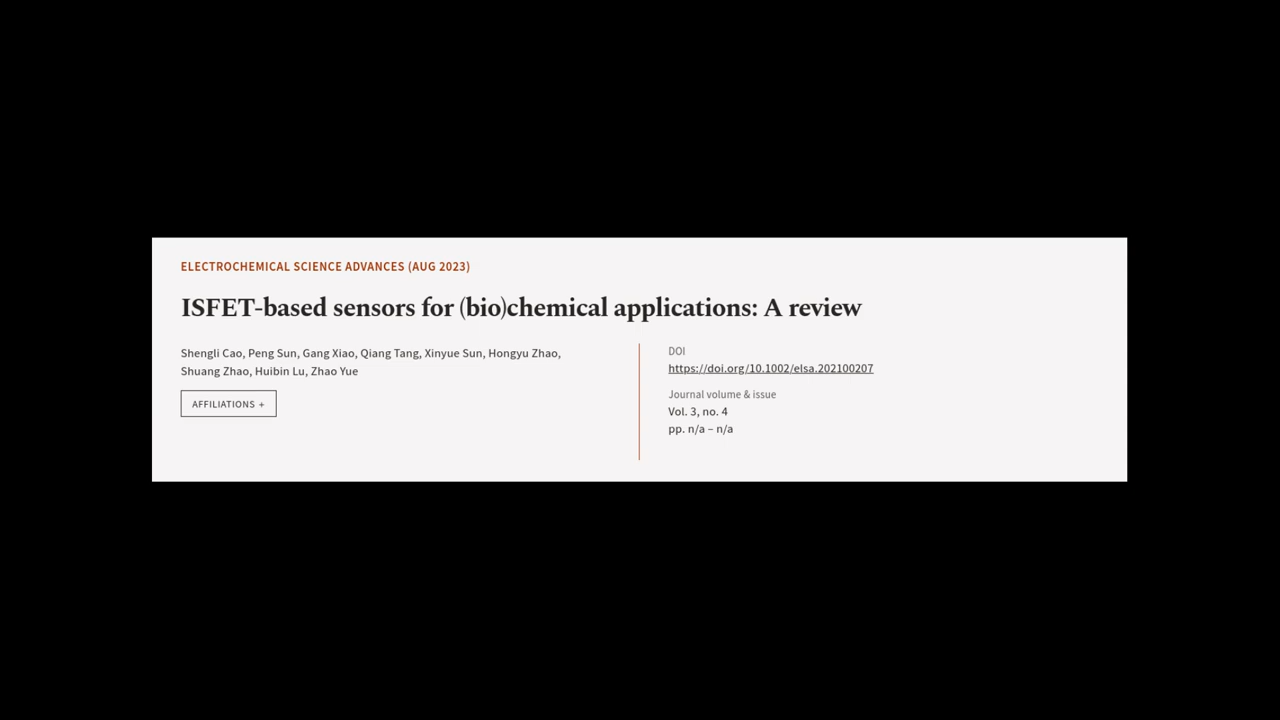 ELECTROCHEMICAL SCIENCE ADVANCES (AUG 2023)
ISFET-based sensors for (bio)chemical applications: A review
Shengli Cao, Peng Sun, Gang Xiao, Qiang Tang, Xinyue Sun, Hongyu Zhao,
Shuang Zhao, Huibin Lu, Zhao Yue
AFFILIATIONS +
DOI
https://doi.org/10.1002/elsa.202100207
Journal volume & issue
Vol. 3, no. 4
pp. n/a – n/a